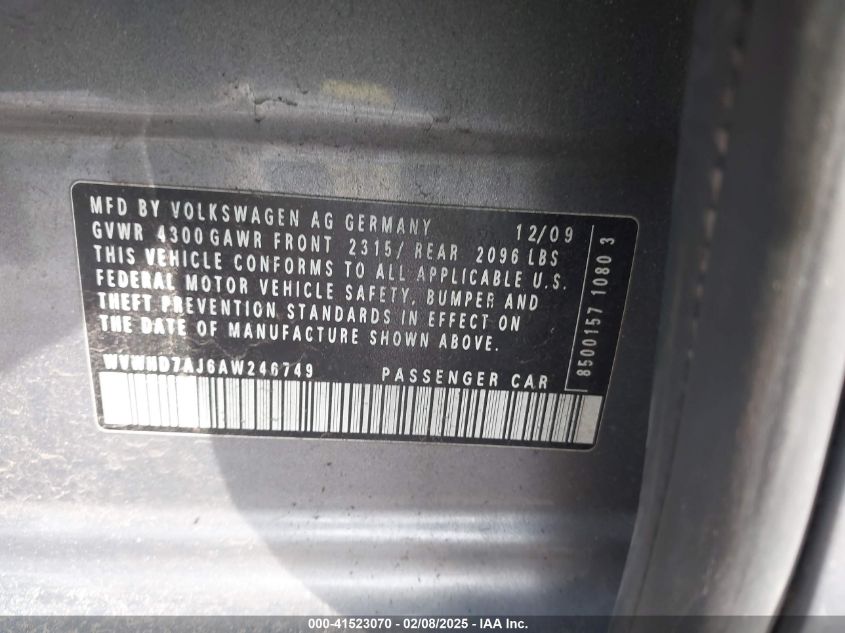 MFD BY VOLKSWAGEN AG GERMANY 12/09
GVWR 4300 GAWR FRONT 2315/ REAR 2096 LBS
THIS VEHICLE CONFORMS TO ALL APPLICABLE U.S.
FEDERAL MOTOR VEHICLE SAFETY, BUMPER AND
THEFT PREVENTION STANDARDS IN EFFECT ON
THE DATE OF MANUFACTURE SHOWN ABOVE.
WVWHD7AJ6AW246749 PASSENGER CAR
8500157 1080 3
000-41523070 / 02/08/2025 - IAA Inc.